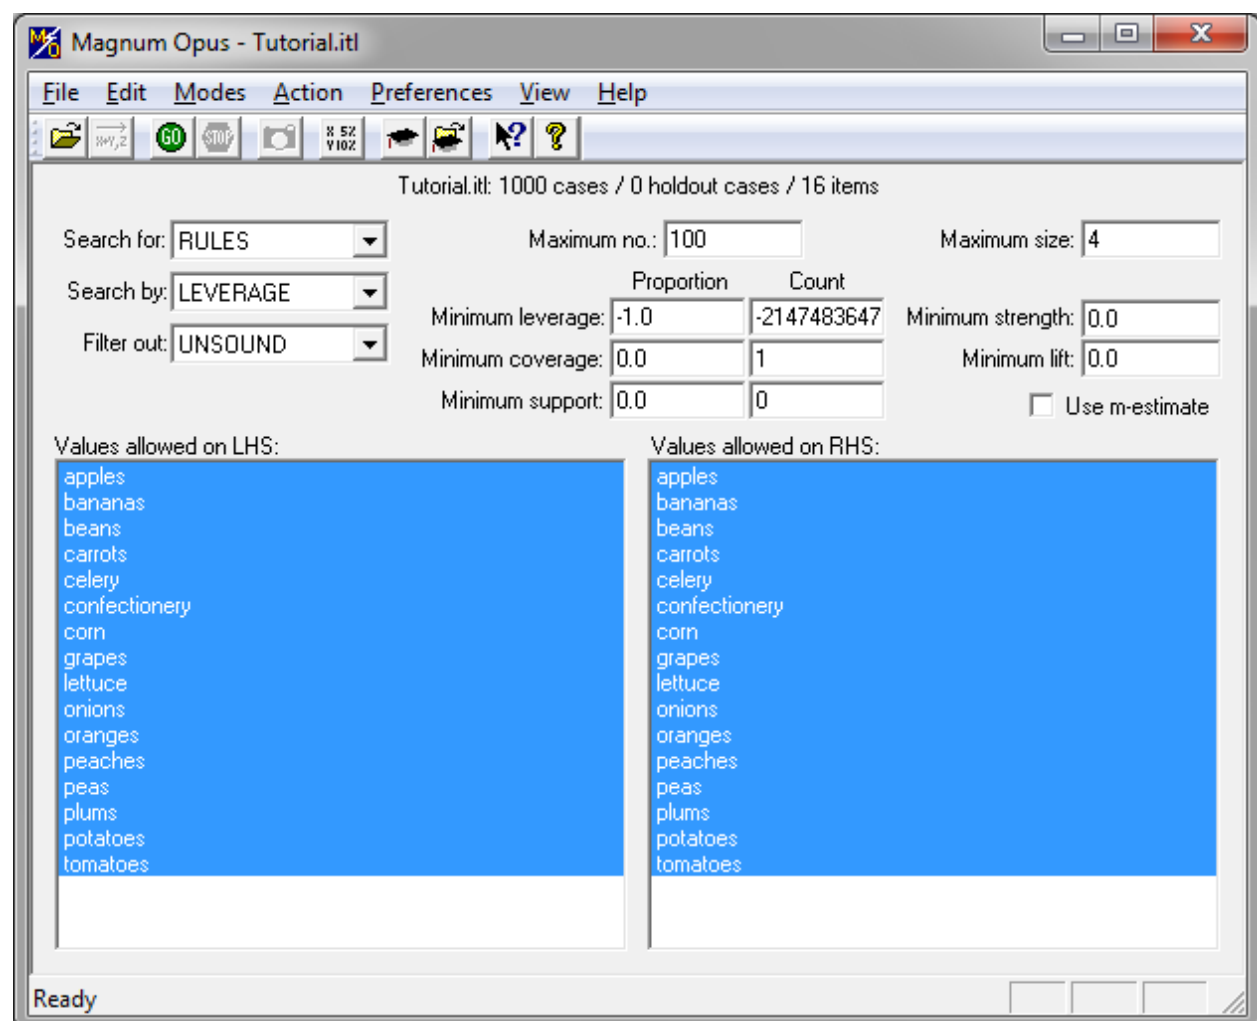 Magnum Opus - Tutorial.itl
File Edit Modes Action Preferences View Help
X+Y,Z GO STOP X 5% Y10% ? ?
Tutorial.itl: 1000 cases / 0 holdout cases / 16 items
Search for: RULES Maximum no.: 100 Maximum size: 4
Proportion Count
Search by: LEVERAGE
Minimum leverage: -1.0 -2147483647 Minimum strength: 0.0
Filter out: UNSOUND
Minimum coverage: 0.0 1 Minimum lift: 0.0
Minimum support: 0.0 0 Use m-estimate
Values allowed on LHS:
apples
bananas
beans
carrots
celery
confectionery
corn
grapes
lettuce
onions
oranges
peaches
peas
plums
potatoes
tomatoes
Values allowed on RHS:
apples
bananas
beans
carrots
celery
confectionery
corn
grapes
lettuce
onions
oranges
peaches
peas
plums
potatoes
tomatoes
Ready